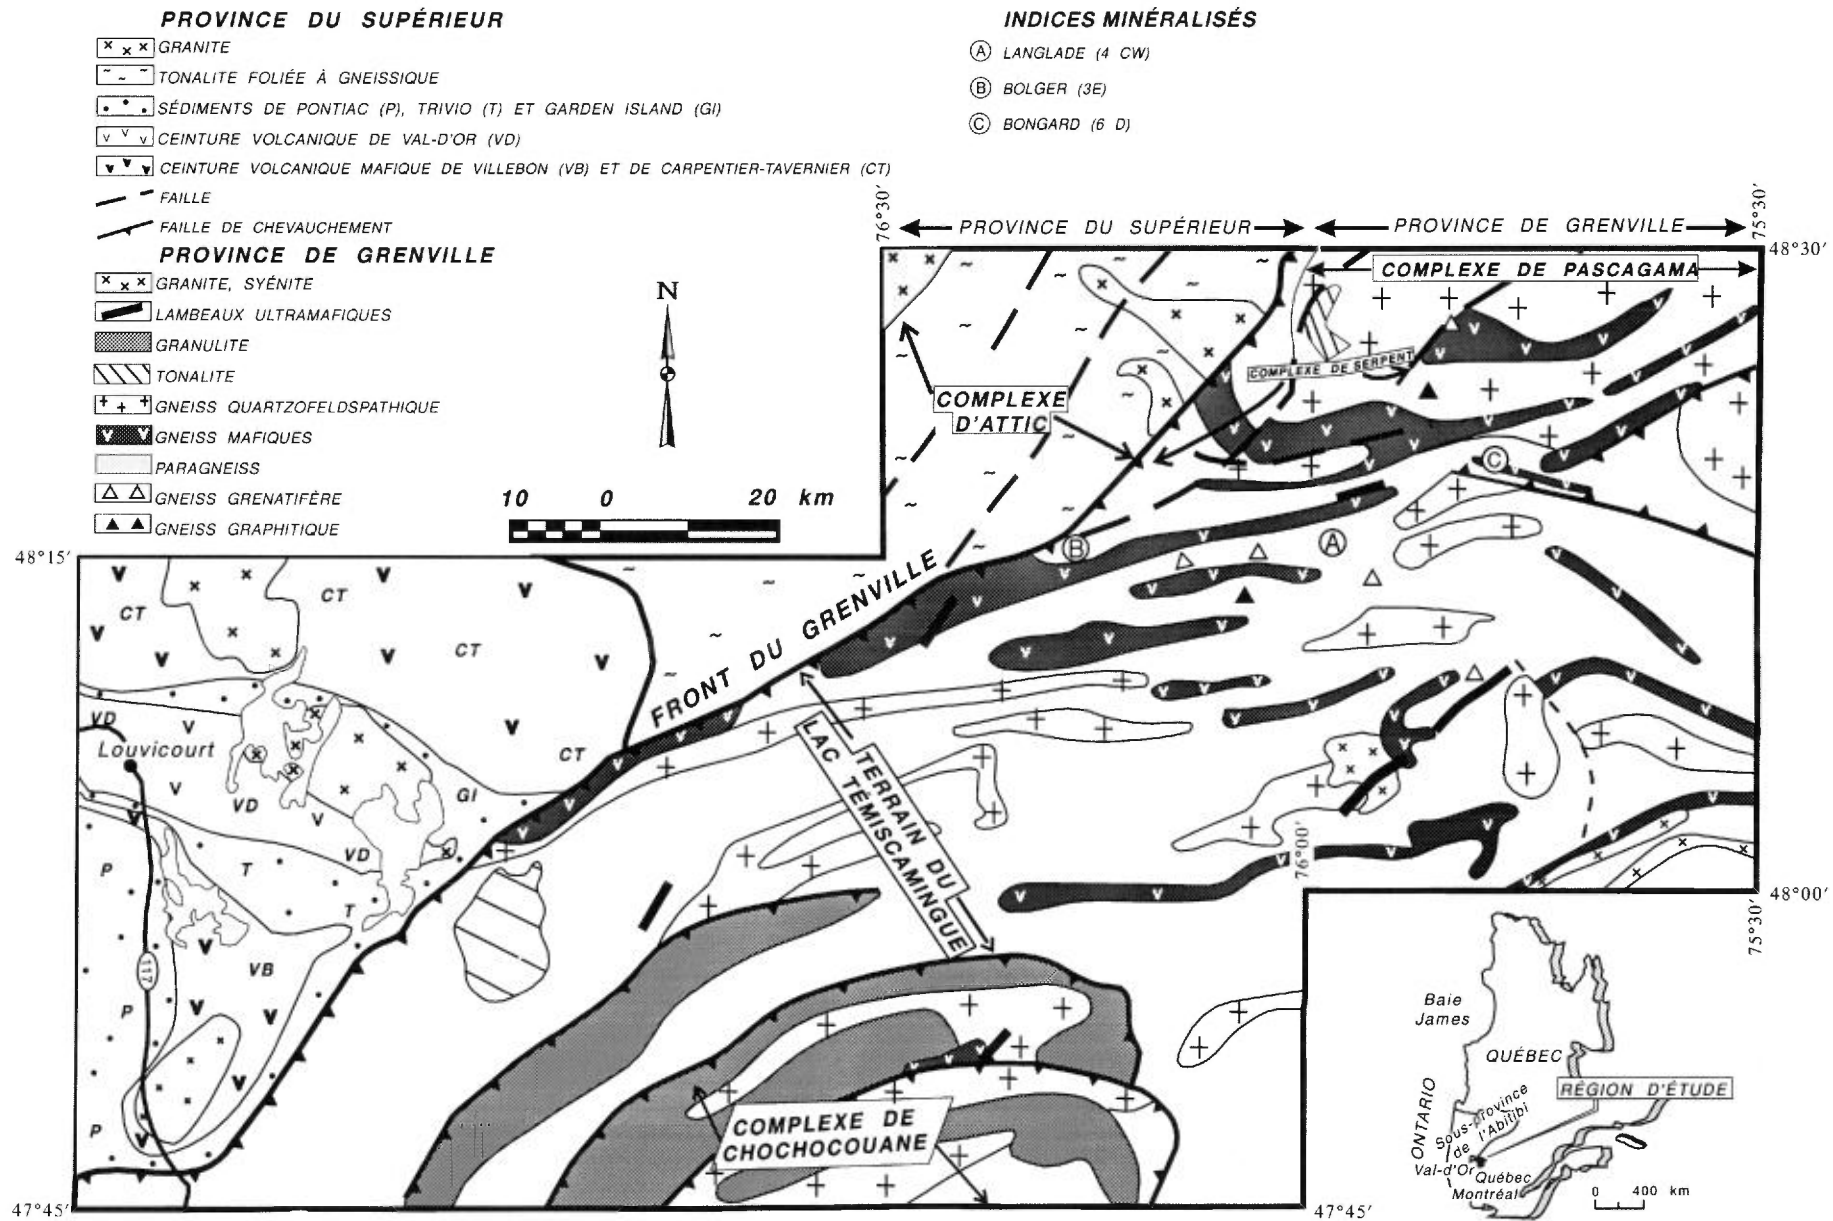 PROVINCE DU SUPÉRIEUR
GRANITE
TONALITE FOLIÉE À GNEISSIQUE
SÉDIMENTS DE PONTIAC (P), TRIVIO (T) ET GARDEN ISLAND (GI)
CEINTURE VOLCANIQUE DE VAL-D'OR (VD)
CEINTURE VOLCANIQUE MAFIQUE DE VILLEBON (VB) ET DE CARPENTIER-TAVERNIER (CT)
FAILLE
FAILLE DE CHEVAUCHEMENT
PROVINCE DE GRENVILLE
GRANITE, SYÉNITE
LAMBEAUX ULTRAMAFIQUES
GRANULITE
TONALITE
GNEISS QUARTZOFELDSPATHIQUE
GNEISS MAFIQUES
PARAGNEISS
GNEISS GRENATIFÈRE
GNEISS GRAPHITIQUE
INDICES MINÉRALISÉS
A LANGLADE (4 CW)
B BOLGER (3E)
C BONGARD (6 D)
N
10 0 20 km
76°30'
PROVINCE DU SUPÉRIEUR
PROVINCE DE GRENVILLE
75°30'
48°30'
COMPLEXE DE PASCAGAMA
COMPLEXE DE SERPENT
COMPLEXE
D'ATTIC
C
B
A
48°15'
FRONT DU GRENVILLE
CT
CT
CT
CT
VD
Louvicourt
VD
GI
VD
P
T
T
117
VB
P
P
TERRAIN DU
LAC TÉMISCAMINGUE
76°00'
48°00'
75°30'
COMPLEXE DE
CHOCHOCOUANE
47°45'
47°45'
Baie
James
QUÉBEC
RÉGION D'ÉTUDE
ONTARIO
Sous-province
de l'Abitibi
Val-d'Or
Québec
Montréal
0 400 km